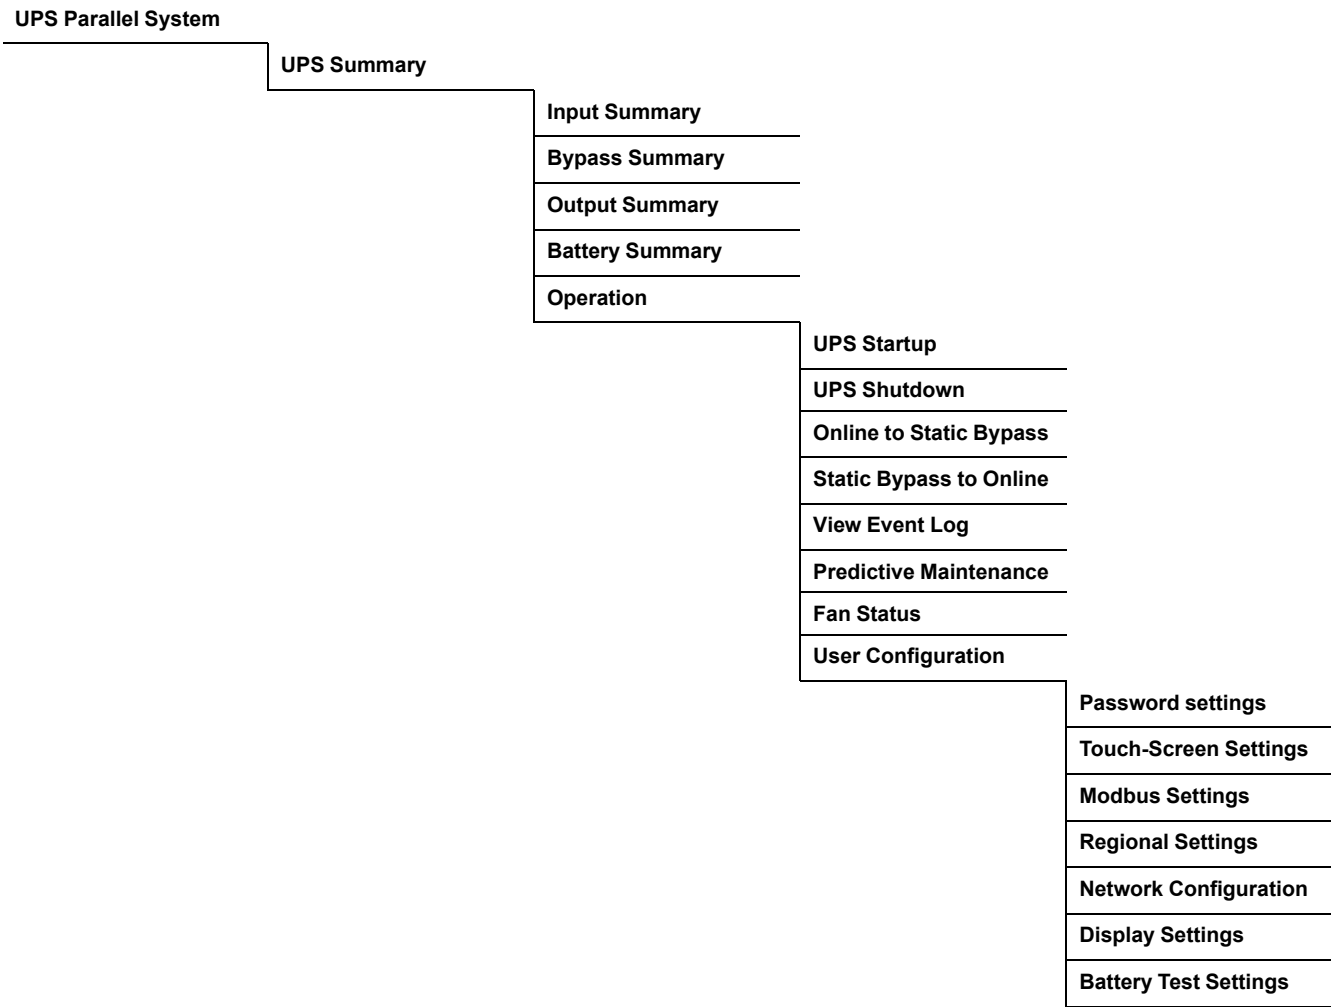 UPS Parallel System
UPS Summary
Input Summary
Bypass Summary
Output Summary
Battery Summary
Operation
UPS Startup
UPS Shutdown
Online to Static Bypass
Static Bypass to Online
View Event Log
Predictive Maintenance
Fan Status
User Configuration
Password settings
Touch-Screen Settings
Modbus Settings
Regional Settings
Network Configuration
Display Settings
Battery Test Settings